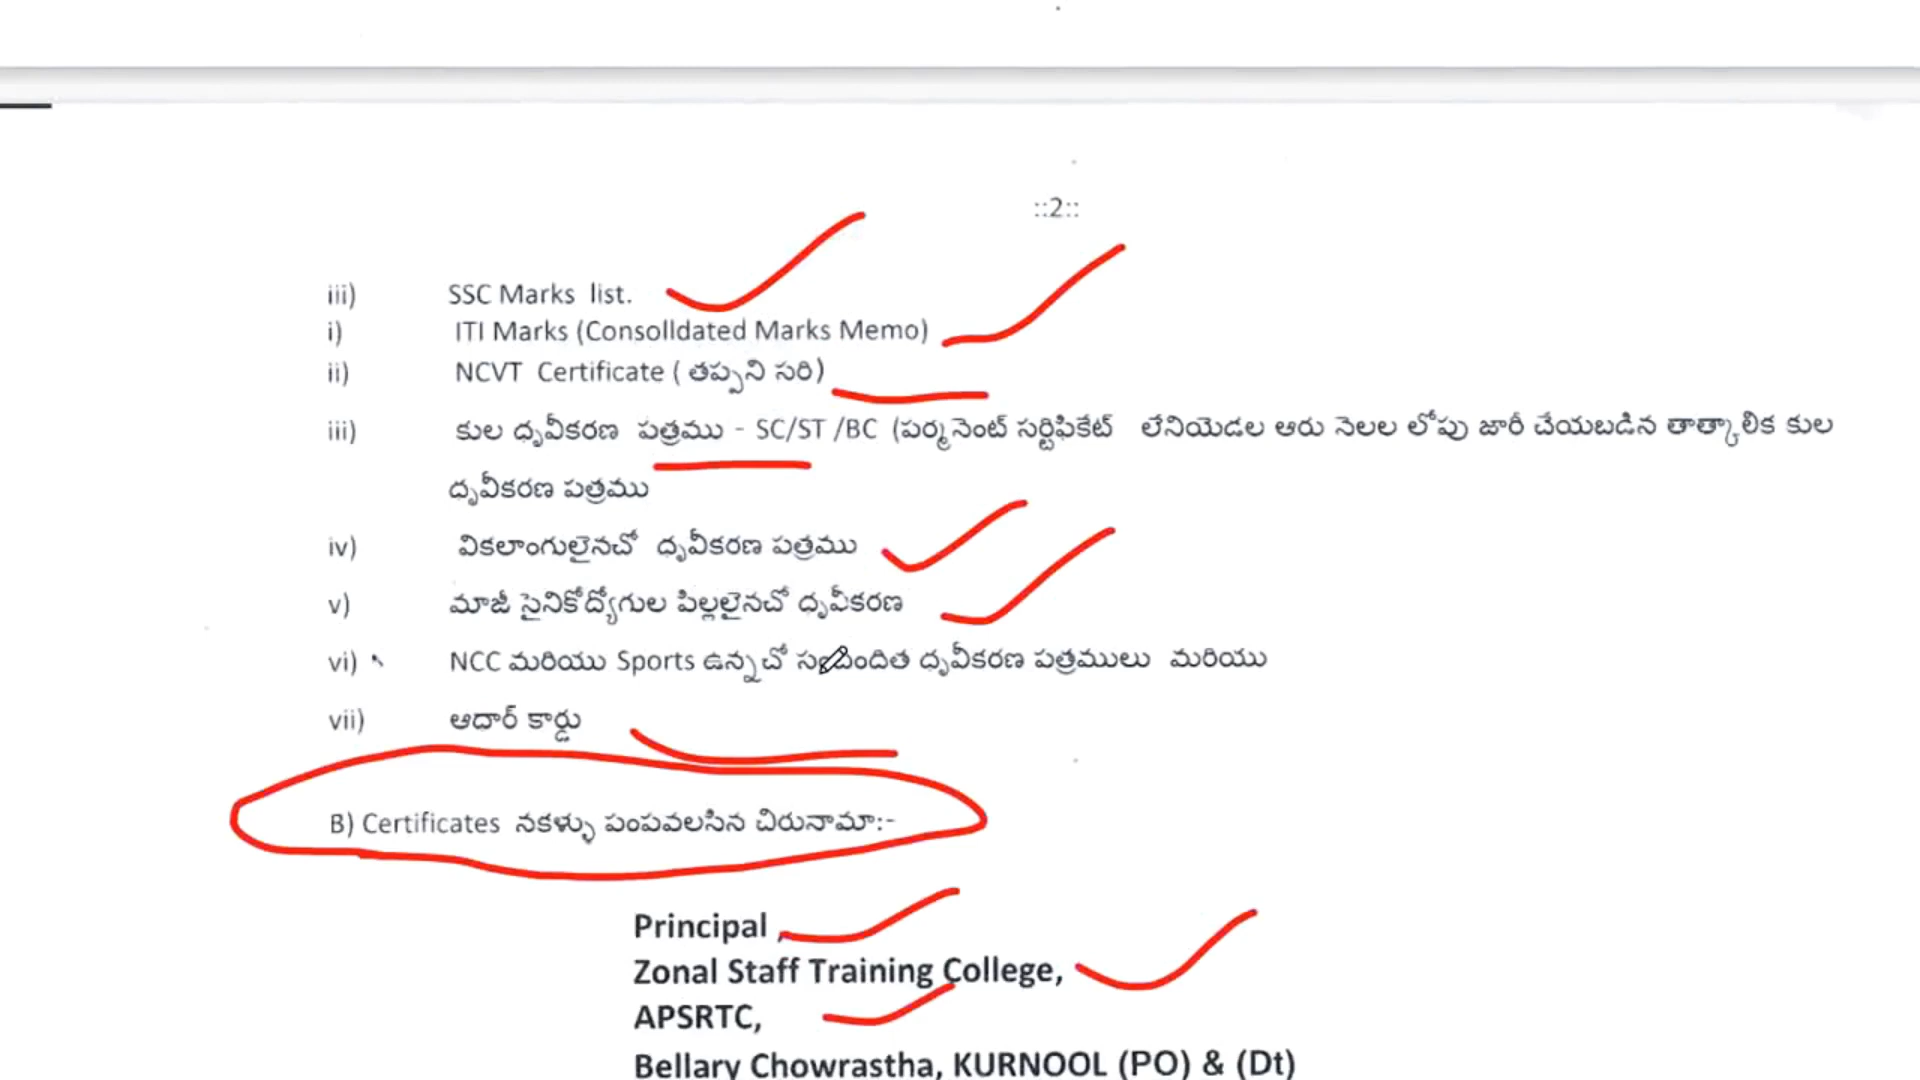 ::2::
iii) SSC Marks list.
i) ITI Marks (Consolldated Marks Memo)
ii) NCVT Certificate ( తప్పని సరి)
iii) కుల ధృవీకరణ పత్రము - SC/ST /BC (పర్మనెంట్ సర్టిఫికేట్ లేనియెడల ఆరు నెలల లోపు జారీ చేయబడిన తాత్కాలిక కుల
ధృవీకరణ పత్రము
iv) వికలాంగులైనచో ధృవీకరణ పత్రము
v) మాజీ సైనికోద్యోగుల పిల్లలైనచో ధృవీకరణ
vi) NCC మరియు Sports ఉన్నచో సంబందిత ధృవీకరణ పత్రములు మరియు
vii) ఆదార్ కార్డు
B) Certificates నకళ్ళు పంపవలసిన చిరునామా:-
Principal ,
Zonal Staff Training College,
APSRTC,
Bellary Chowrastha, KURNOOL (PO) & (Dt)